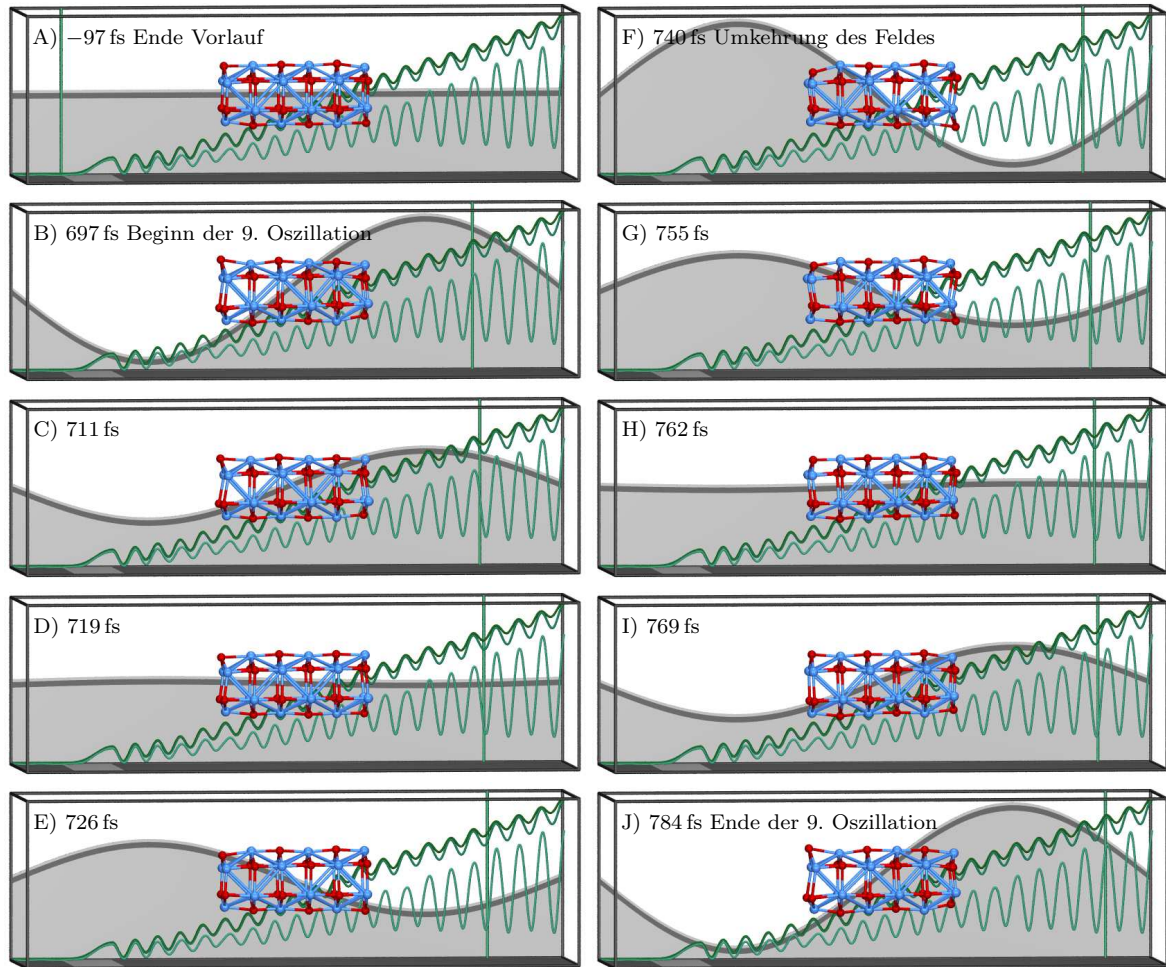 A) −97 fs Ende Vorlauf
B) 697 fs Beginn der 9. Oszillation
C) 711 fs
D) 719 fs
E) 726 fs
F) 740 fs Umkehrung des Feldes
G) 755 fs
H) 762 fs
I) 769 fs
J) 784 fs Ende der 9. Oszillation